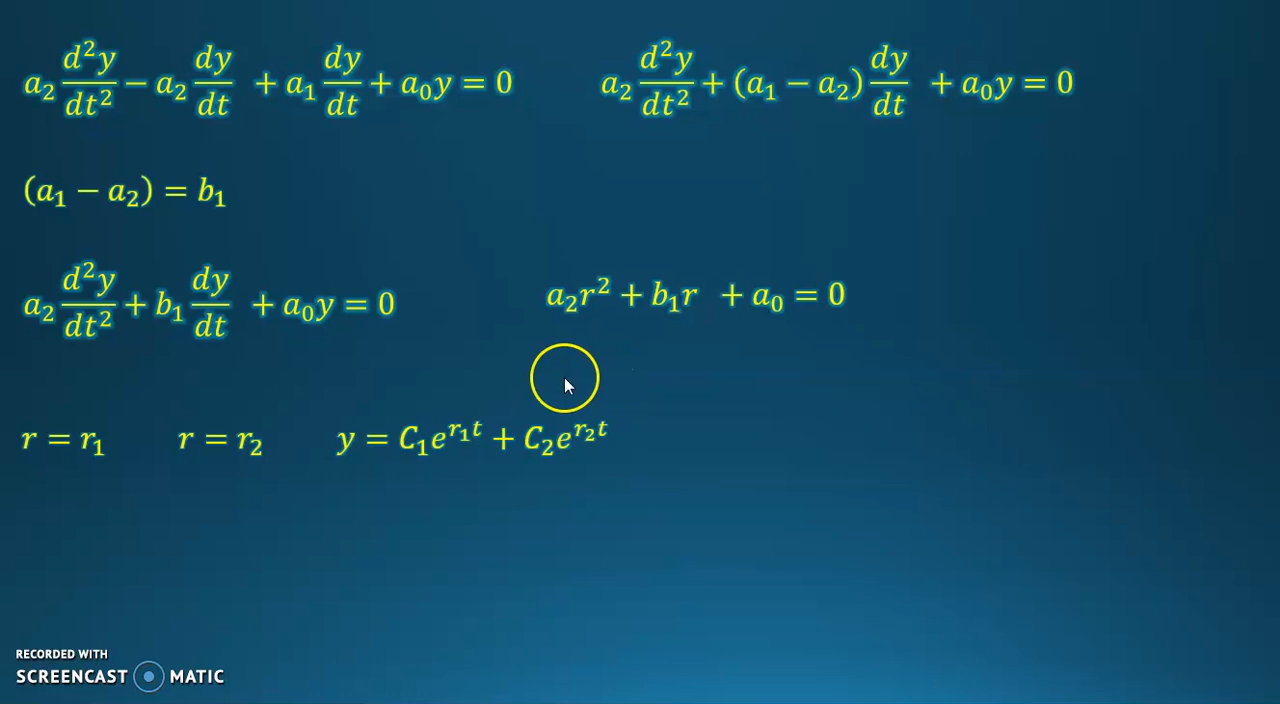 a₂ d²y/dt² − a₂ dy/dt + a₁ dy/dt + a₀y = 0
a₂ d²y/dt² + (a₁ − a₂) dy/dt + a₀y = 0
(a₁ − a₂) = b₁
a₂ d²y/dt² + b₁ dy/dt + a₀y = 0
a₂r² + b₁r + a₀ = 0
r = r₁ r = r₂ y = C₁e^{r₁t} + C₂e^{r₂t}
RECORDED WITH
SCREENCAST MATIC